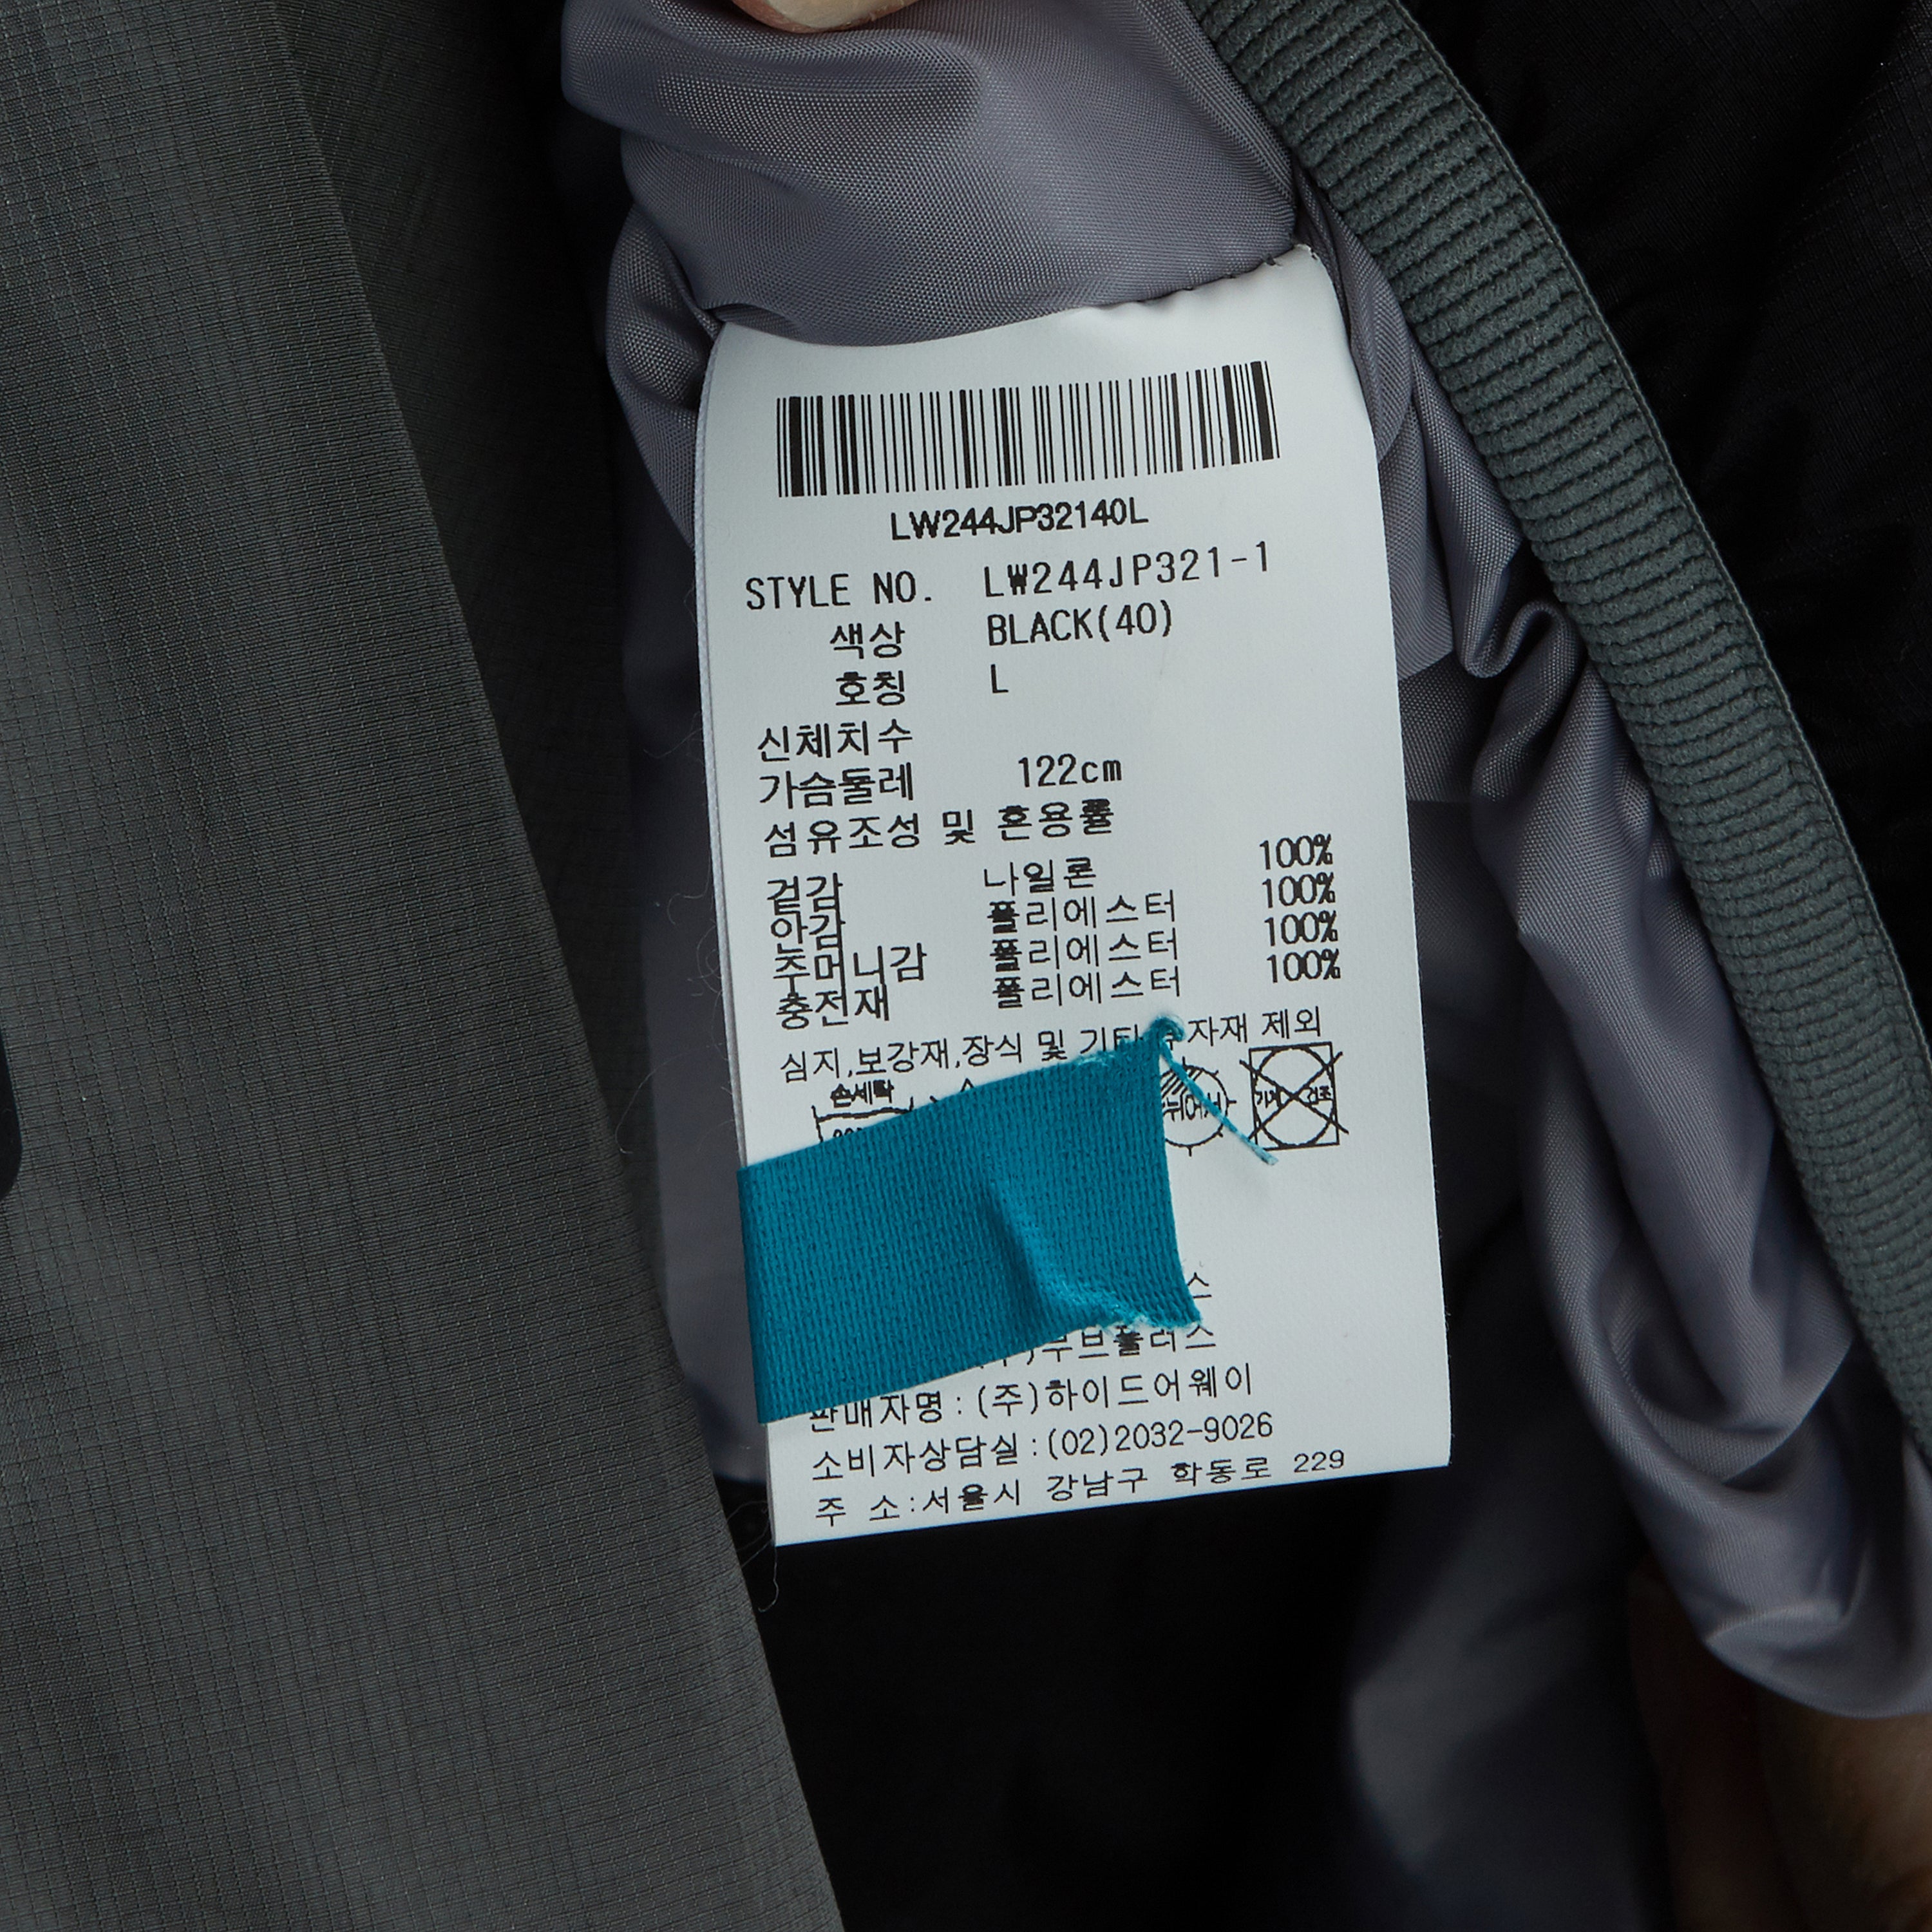 LW244JP32140L
STYLE NO. LW244JP321-1
색상 BLACK(40)
호칭 L
신체치수
가슴둘레 122cm
섬유조성 및 혼용률
겉감 나일론 100%
안감 폴리에스터 100%
주머니감 폴리에스터 100%
충전재 폴리에스터 100%
심지,보강재,장식 및 기타 자재 제외
손세탁
기계 건조
판매자명:(주)하이드어웨이
소비자상담실:(02)2032-9026
주 소:서울시 강남구 학동로 229